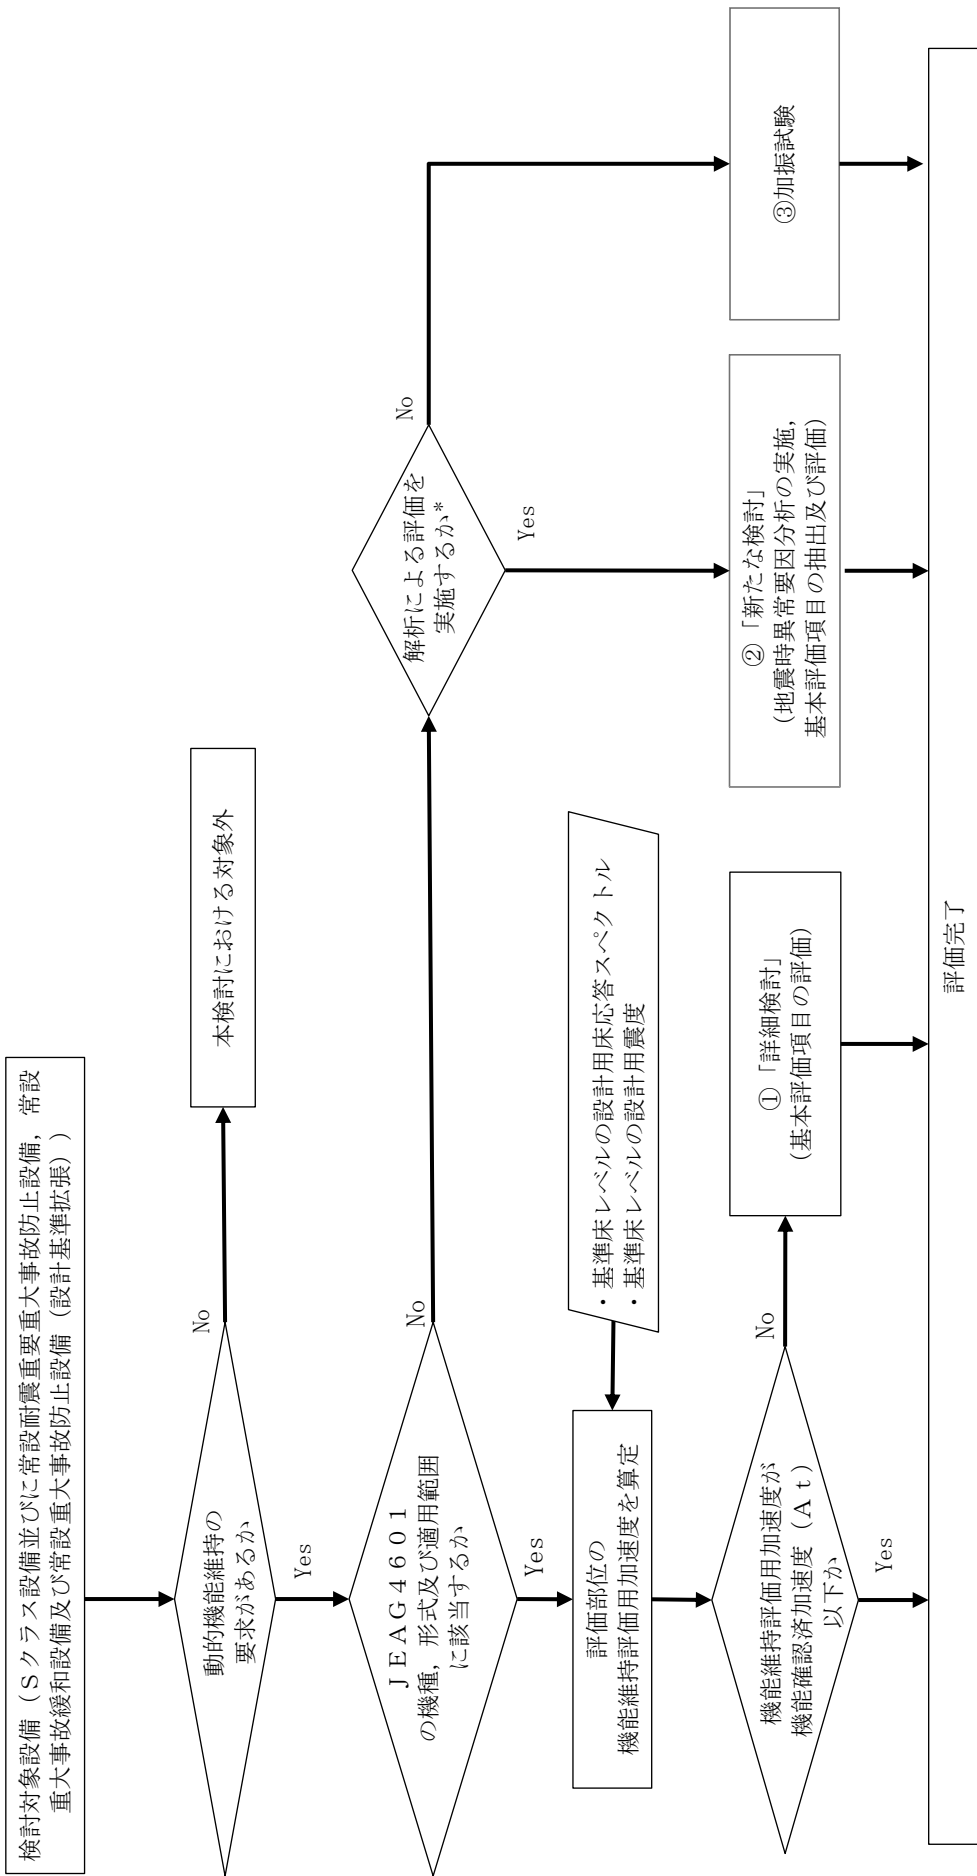 検討対象設備（Sクラス設備並びに常設耐震重要重大事故防止設備，常設
重大事故緩和設備及び常設重大事故防止設備（設計基準拡張））
動的機能維持の
要求があるか
No
本検討における対象外
Yes
ＪＥＡＧ４６０１
の機種，形式及び適用範囲
に該当するか
No
解析による評価を
実施するか*
No
Yes
Yes
評価部位の
機能維持評価用加速度を算定
・基準床レベルの設計用床応答スペクトル
・基準床レベルの設計用震度
機能維持評価用加速度が
機能確認済加速度（Ａｔ）
以下か
No
Yes
①「詳細検討」
(基本評価項目の評価)
②「新たな検討」
(地震時異常要因分析の実施，
基本評価項目の抽出及び評価)
③加振試験
評価完了